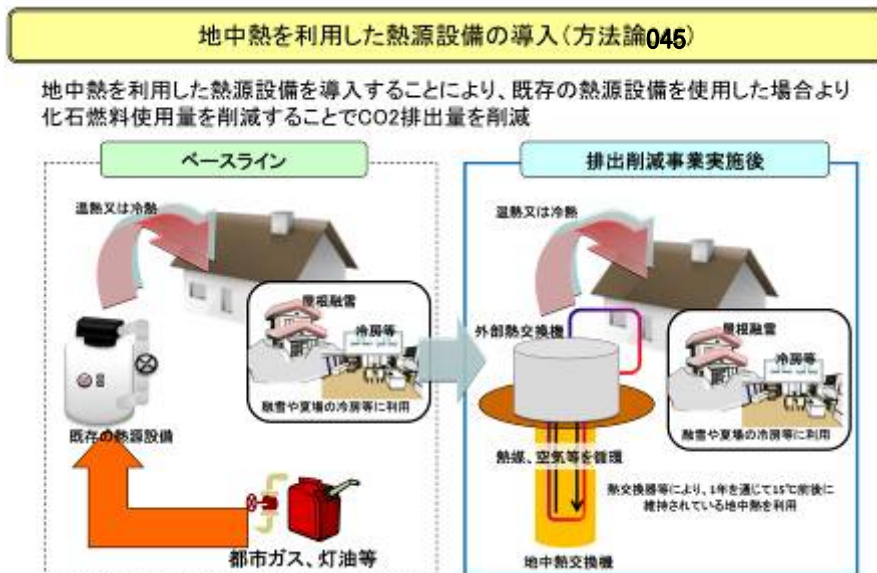 地中熱を利用した熱源設備の導入(方法論045)
地中熱を利用した熱源設備を導入することにより、既存の熱源設備を使用した場合より
化石燃料使用量を削減することでCO2排出量を削減
ベースライン
温熱又は冷熱
屋根融雪
冷房等
融雪や夏場の冷房等に利用
既存の熱源設備
都市ガス、灯油等
排出削減事業実施後
温熱又は冷熱
外部熱交換機
屋根融雪
冷房等
融雪や夏場の冷房等に利用
熱媒、空気等を循環
熱交換器等により、1年を通じて15℃前後に
維持されている地中熱を利用
地中熱交換機